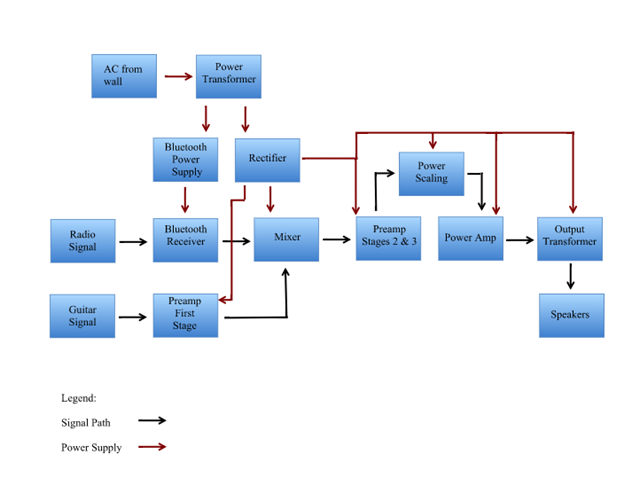 AC from
wall
Power
Transformer
Bluetooth
Power
Supply
Rectifier
Power
Scaling
Radio
Signal
Bluetooth
Receiver
Mixer
Preamp
Stages 2 & 3
Power Amp
Output
Transformer
Guitar
Signal
Preamp
First
Stage
Speakers
Legend:
Signal Path
Power Supply